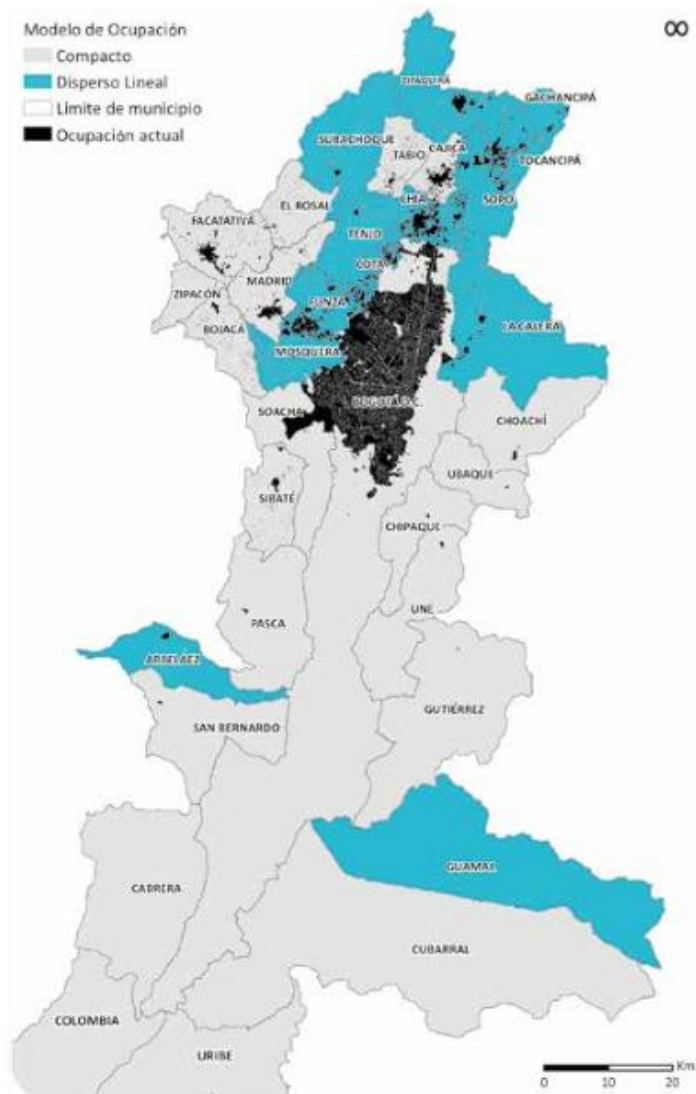 Modelo de Ocupación
∞
Compacto
Disperso Lineal
Límite de municipio
Ocupación actual
ZIPAQUIRÁ
GACHANCIPÁ
SUBACHOQUE
TABIO
CAJICÁ
TOCANCIPÁ
CHÍA
SOPÓ
EL ROSAL
FACATATIVÁ
TENJO
COTA
ZIPACÓN
MADRID
FUNZA
BOJACÁ
LA CALERA
MOSQUERA
BOGOTÁ D.C.
SOACHA
CHOACHÍ
UBAQUE
SIBATÉ
CHIPAQUE
UNE
PASCA
ARBELÁEZ
GUTIÉRREZ
SAN BERNARDO
GUAMAL
CABRERA
CUBARRAL
COLOMBIA
URIBE
Km
0 10 20